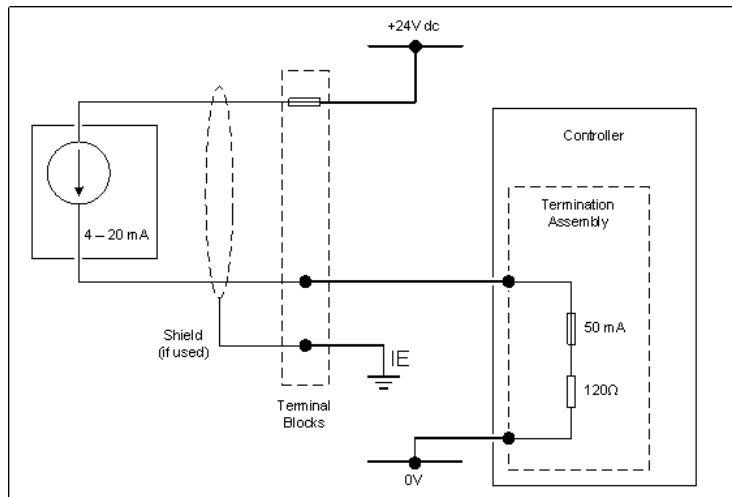 +24V dc
Controller
Termination
Assembly
4 – 20 mA
Shield
(if used)
IE
50 mA
120Ω
Terminal
Blocks
0V